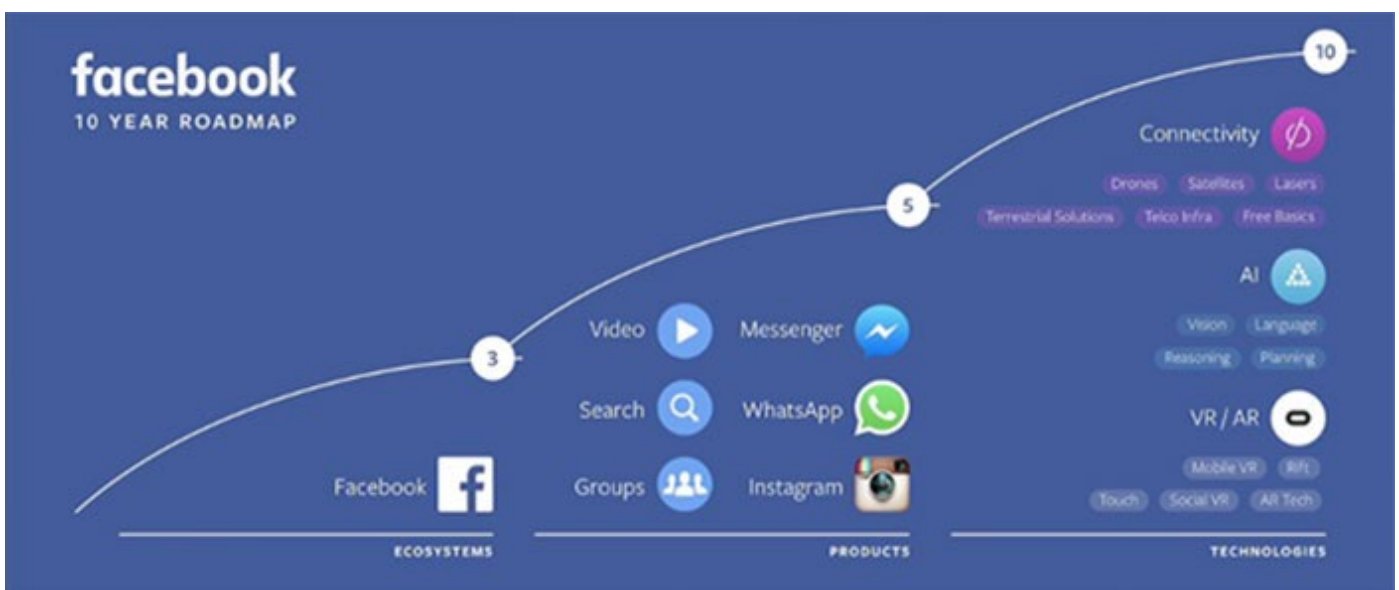 facebook
10 YEAR ROADMAP
3
5
10
Facebook
ECOSYSTEMS
Video
Messenger
Search
WhatsApp
Groups
Instagram
PRODUCTS
Connectivity
Drones Satellites Lasers
Terrestrial Solutions Telco Infra Free Basics
AI
Vision Language
Reasoning Planning
VR / AR
Mobile VR Rift
Touch Social VR AR Tech
TECHNOLOGIES